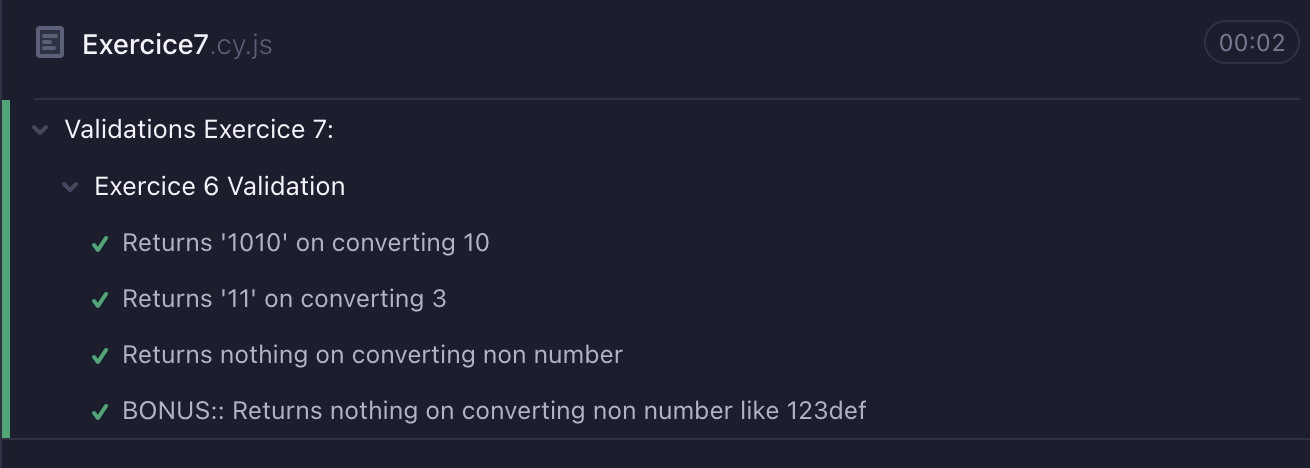 Exercice7.cy.js
00:02
Validations Exercice 7:
Exercice 6 Validation
Returns '1010' on converting 10
Returns '11' on converting 3
Returns nothing on converting non number
BONUS:: Returns nothing on converting non number like 123def